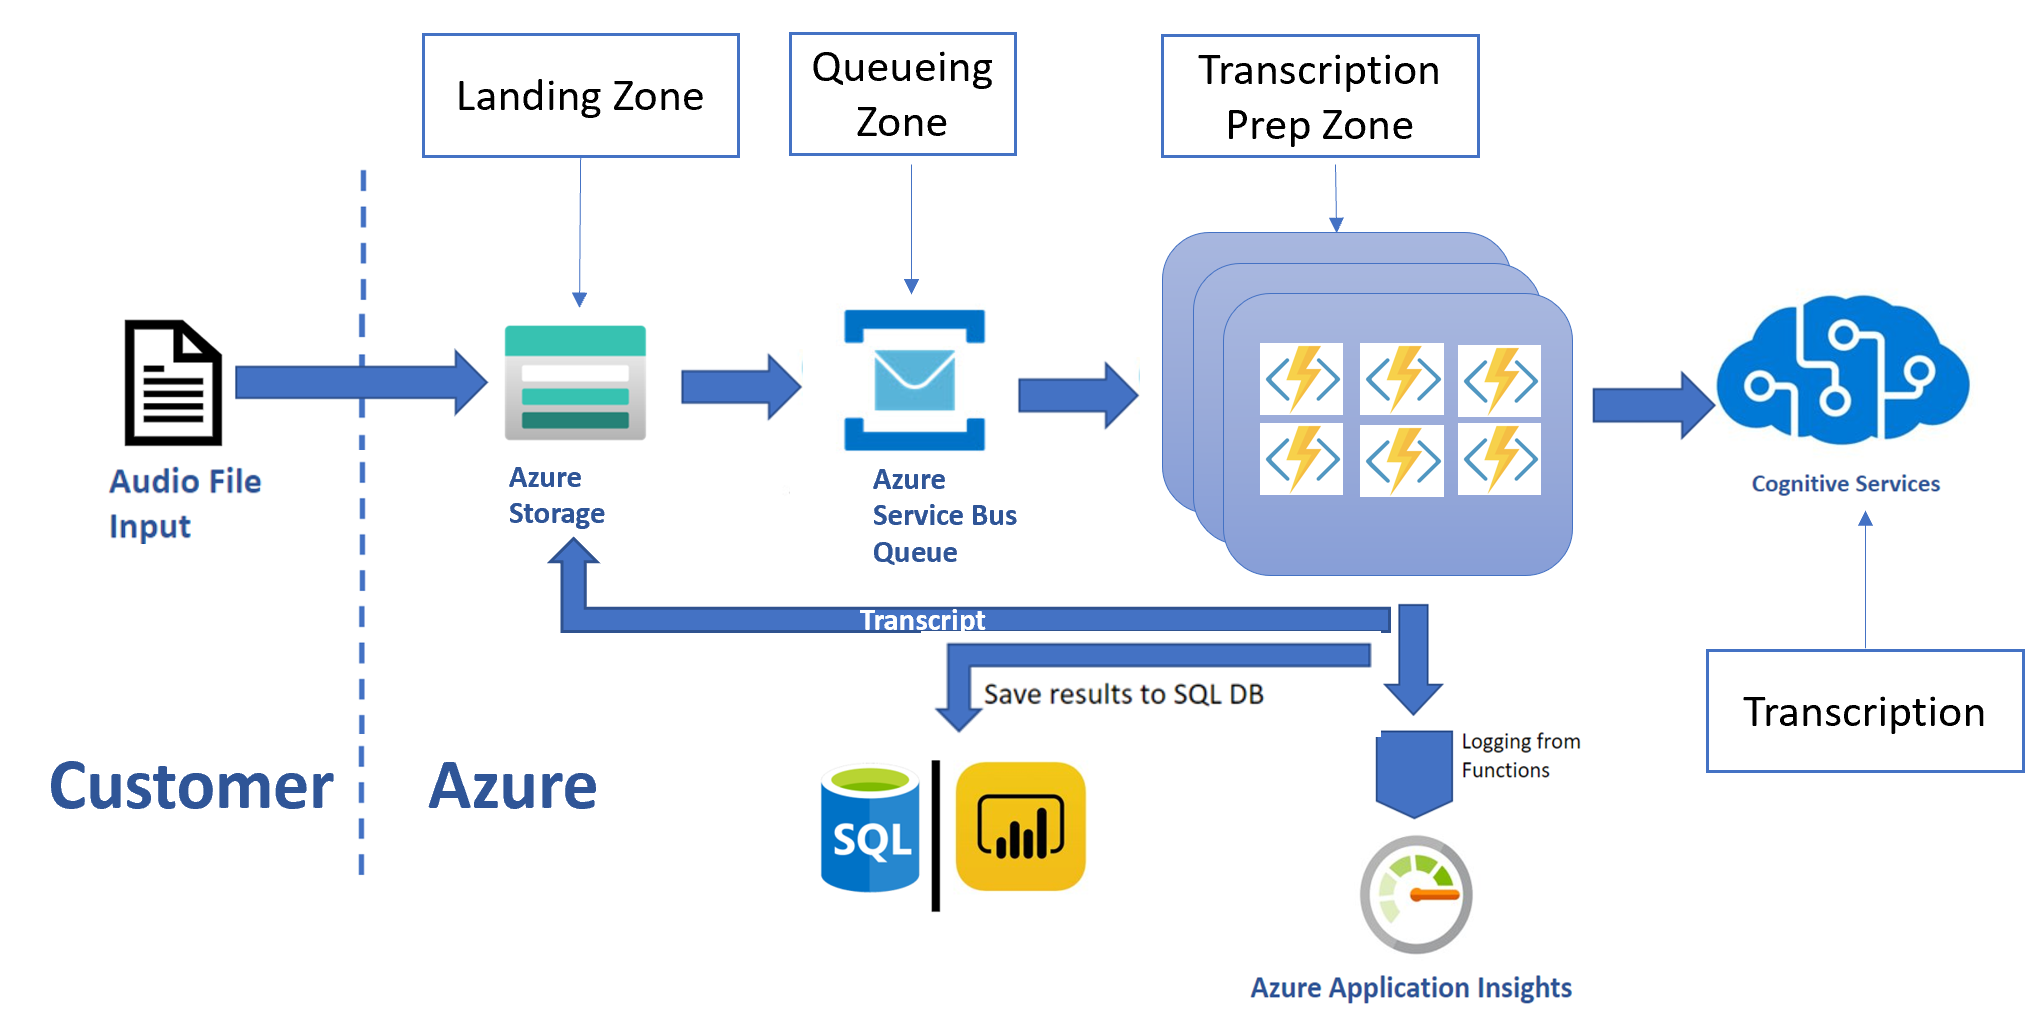 Landing Zone
Queueing
Zone
Transcription
Prep Zone
Audio File
Input
Azure
Storage
Azure
Service Bus
Queue
Cognitive Services
Transcript
Save results to SQL DB
Logging from
Functions
Transcription
Customer
Azure
SQL
Azure Application Insights